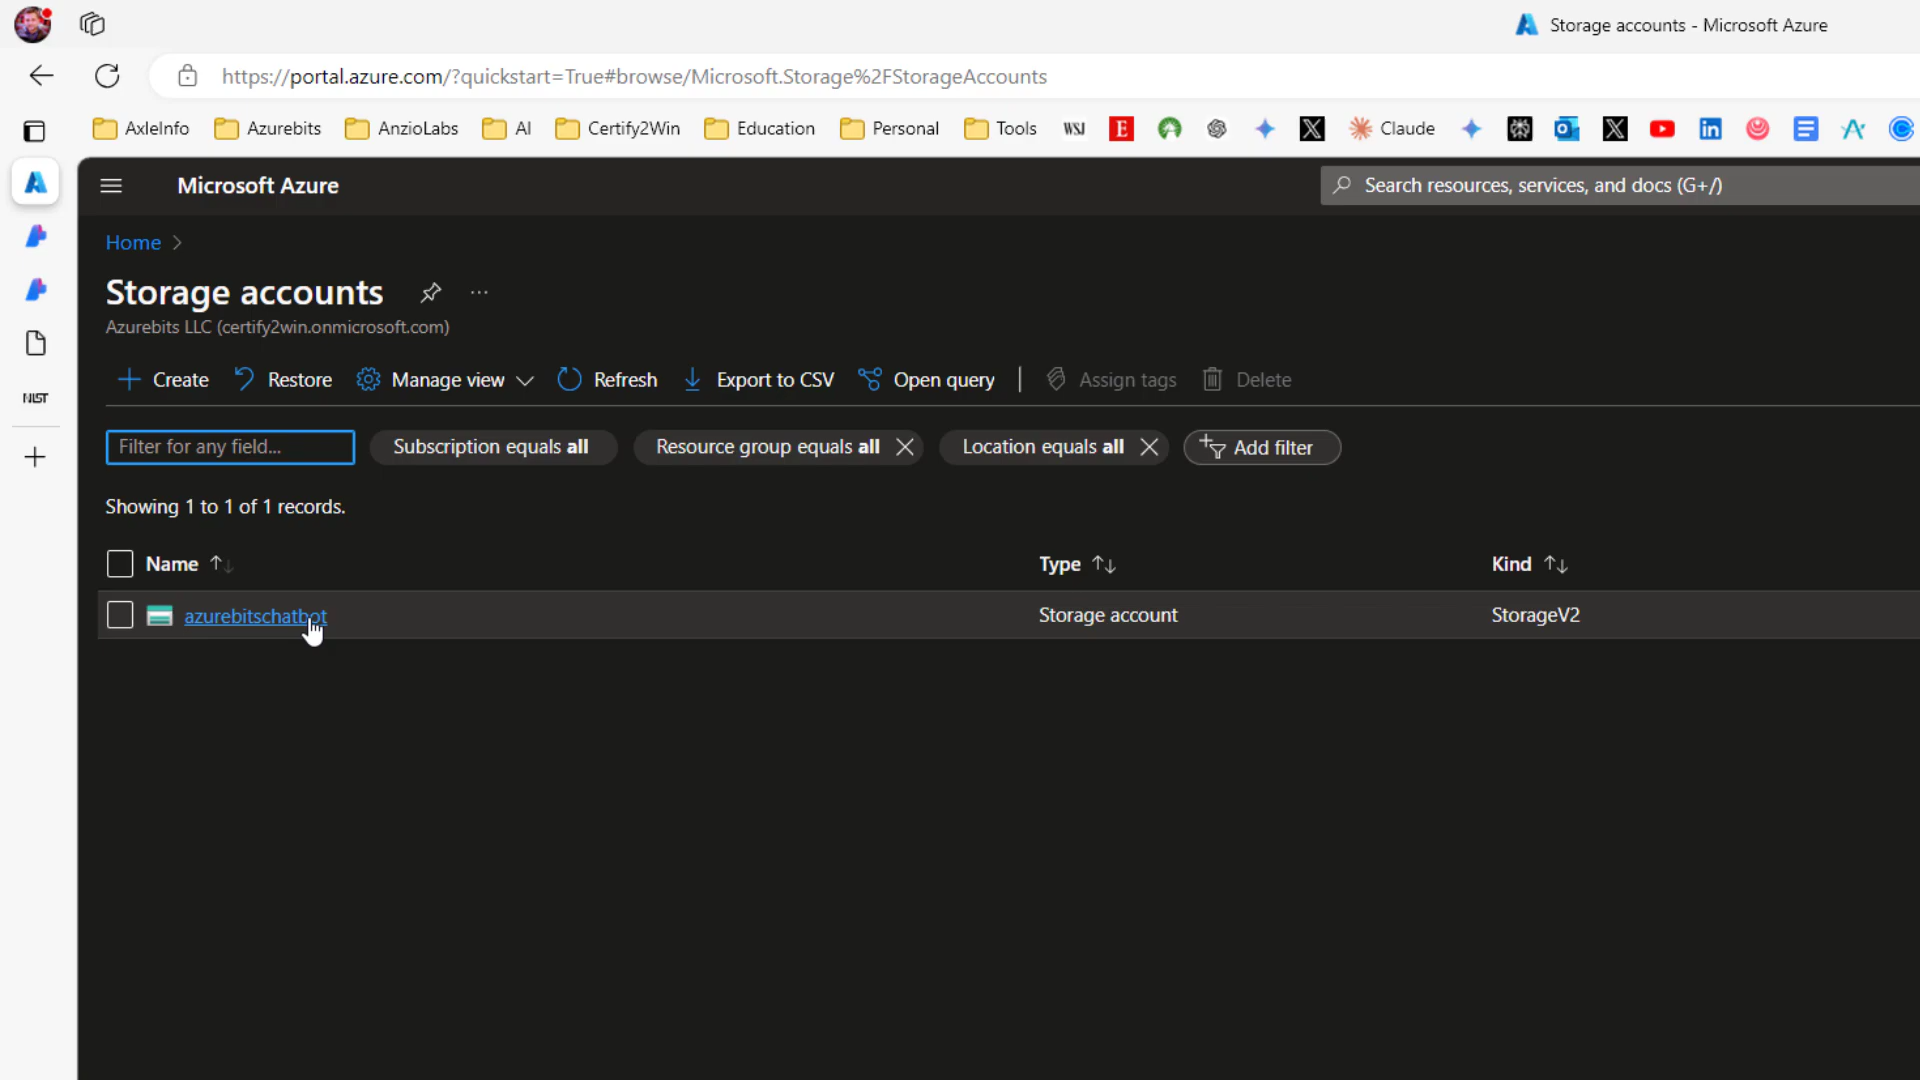 Storage accounts - Microsoft Azure
https://portal.azure.com/?quickstart=True#browse/Microsoft.Storage%2FStorageAccounts
AxleInfo Azurebits AnzioLabs AI Certify2Win Education Personal Tools WSJ E X Claude X in
Microsoft Azure
Search resources, services, and docs (G+/)
Home
Storage accounts
Azurebits LLC (certify2win.onmicrosoft.com)
Create Restore Manage view Refresh Export to CSV Open query Assign tags Delete
NIST
Filter for any field... Subscription equals all Resource group equals all Location equals all Add filter
Showing 1 to 1 of 1 records.
Name Type Kind
azurebitschatbot Storage account StorageV2